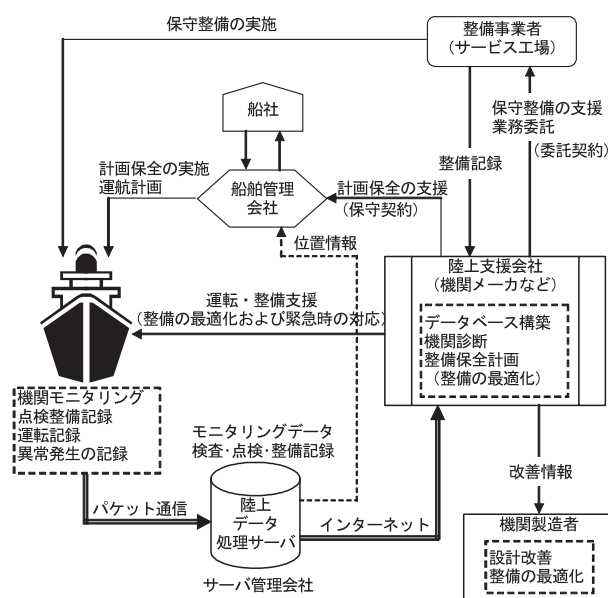 保守整備の実施
整備事業者
(サービス工場)
船社
保守整備の支援
業務委託
(委託契約)
整備記録
計画保全の実施
運航計画
船舶管理
会社
計画保全の支援
(保守契約)
位置情報
陸上支援会社
(機関メーカなど)
運転・整備支援
(整備の最適化および緊急時の対応)
データベース構築
機関診断
整備保全計画
(整備の最適化)
機関モニタリング
点検整備記録
運転記録
異常発生の記録
モニタリングデータ
検査・点検・整備記録
改善情報
パケット通信
陸上
データ
処理サーバ
インターネット
サーバ管理会社
機関製造者
設計改善
整備の最適化